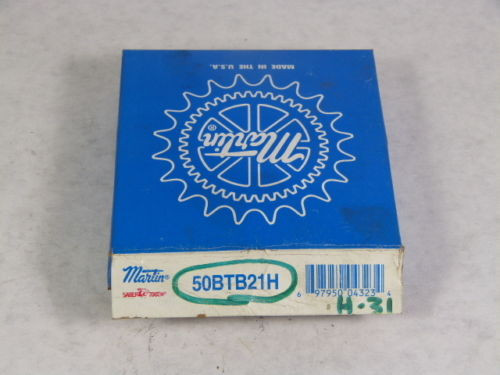 MADE IN THE U.S.A.
Martin®
Martin®
SABER TOOTH
50BTB21H
6 97950 04323 4
H-31